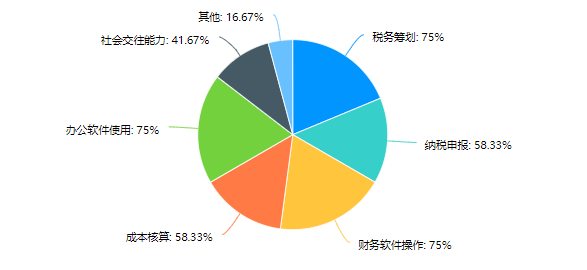 其他: 16.67%
税务筹划: 75%
社会交往能力: 41.67%
办公软件使用: 75%
纳税申报: 58.33%
成本核算: 58.33%
财务软件操作: 75%